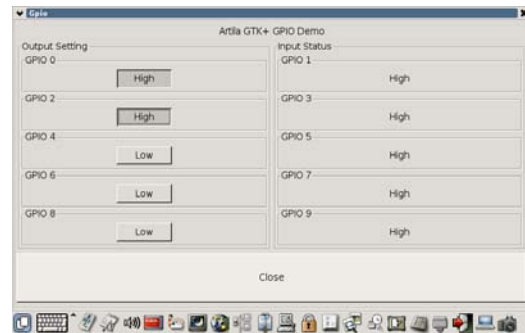 Gpio
Artila GTK+ GPIO Demo
Output Setting
GPIO 0
High
GPIO 2
High
GPIO 4
Low
GPIO 6
Low
GPIO 8
Low
Input Status
GPIO 1
High
GPIO 3
High
GPIO 5
High
GPIO 7
High
GPIO 9
High
Close